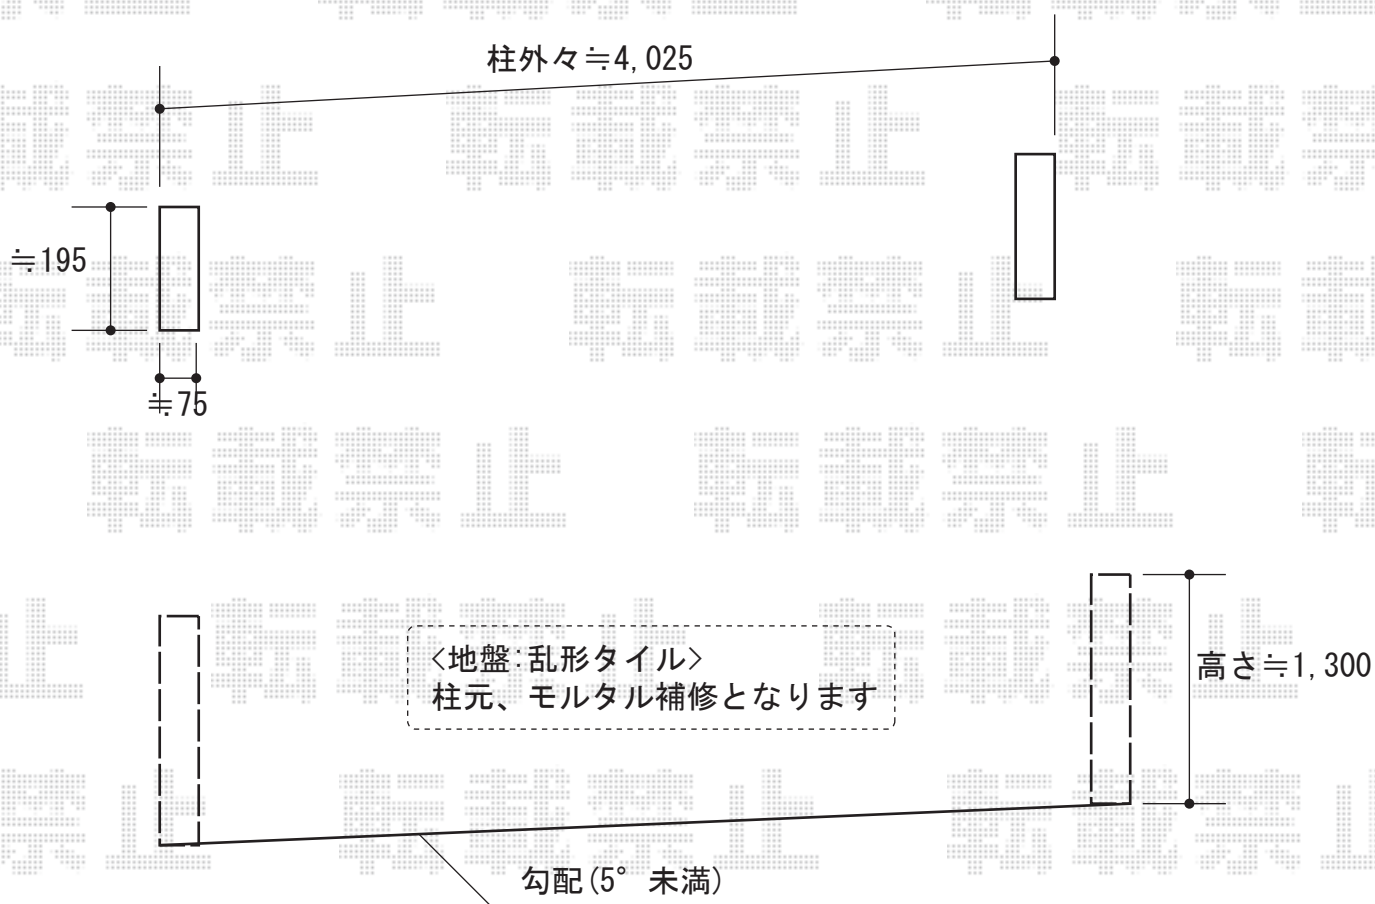 柱外々≒4,025
≒195
≒75
<地盤:乱形タイル>
柱元、モルタル補修となります
高さ≒1,300
勾配(5°未満)
転載禁止